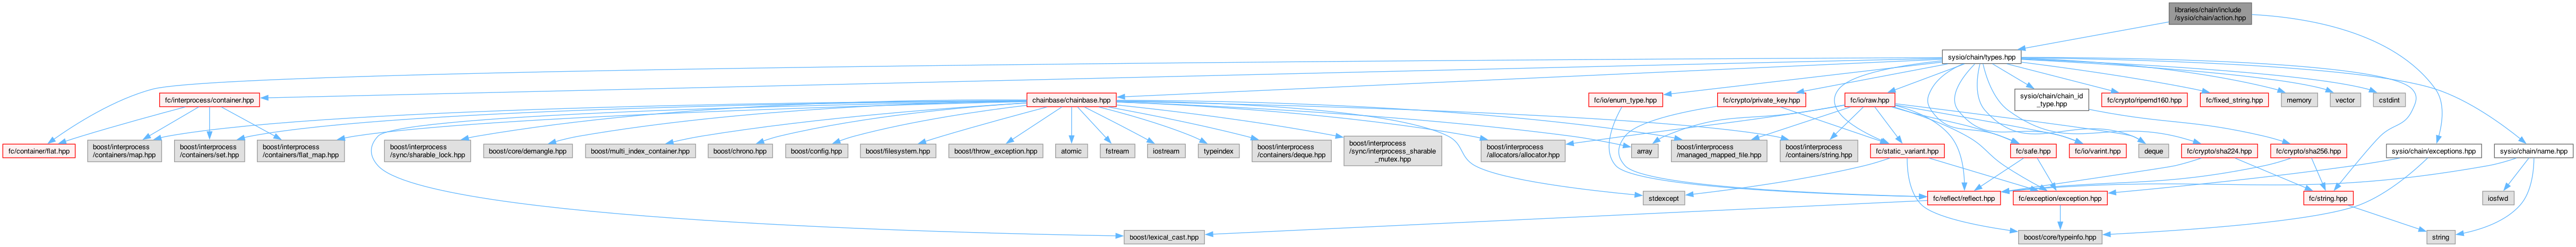 libraries/chain/include
/sysio/chain/action.hpp
sysio/chain/types.hpp
fc/interprocess/container.hpp
chainbase/chainbase.hpp
fc/io/enum_type.hpp
fc/crypto/private_key.hpp
fc/io/raw.hpp
sysio/chain/chain_id
_type.hpp
fc/crypto/ripemd160.hpp
fc/fixed_string.hpp
memory
vector
cstdint
fc/container/flat.hpp
boost/interprocess
/containers/map.hpp
boost/interprocess
/containers/set.hpp
boost/interprocess
/containers/flat_map.hpp
boost/interprocess
/sync/sharable_lock.hpp
boost/core/demangle.hpp
boost/multi_index_container.hpp
boost/chrono.hpp
boost/config.hpp
boost/filesystem.hpp
boost/throw_exception.hpp
atomic
fstream
iostream
typeindex
boost/interprocess
/containers/deque.hpp
boost/interprocess
/sync/interprocess_sharable
_mutex.hpp
boost/interprocess
/allocators/allocator.hpp
array
boost/interprocess
/managed_mapped_file.hpp
boost/interprocess
/containers/string.hpp
fc/static_variant.hpp
fc/safe.hpp
fc/io/varint.hpp
deque
fc/crypto/sha224.hpp
fc/crypto/sha256.hpp
sysio/chain/exceptions.hpp
sysio/chain/name.hpp
stdexcept
fc/reflect/reflect.hpp
fc/exception/exception.hpp
fc/string.hpp
iosfwd
boost/lexical_cast.hpp
boost/core/typeinfo.hpp
string